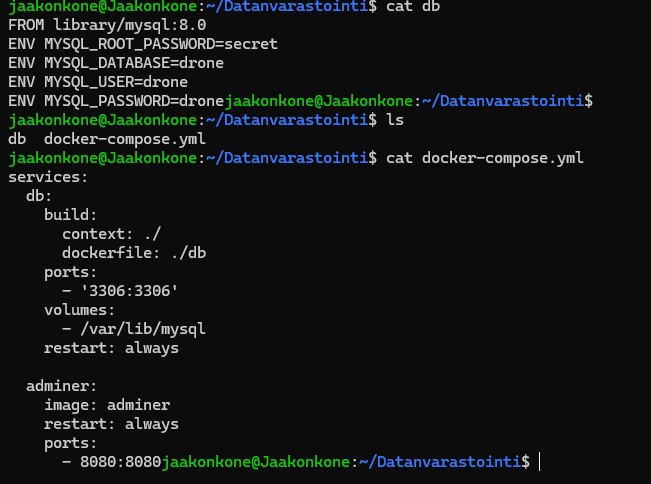 jaakonkone@Jaakonkone:~/Datanvarastointi$ cat db
FROM library/mysql:8.0
ENV MYSQL_ROOT_PASSWORD=secret
ENV MYSQL_DATABASE=drone
ENV MYSQL_USER=drone
ENV MYSQL_PASSWORD=dronejaakonkone@Jaakonkone:~/Datanvarastointi$
jaakonkone@Jaakonkone:~/Datanvarastointi$ ls
db  docker-compose.yml
jaakonkone@Jaakonkone:~/Datanvarastointi$ cat docker-compose.yml
services:
  db:
    build:
      context: ./
      dockerfile: ./db
    ports:
      - '3306:3306'
    volumes:
      - /var/lib/mysql
    restart: always

  adminer:
    image: adminer
    restart: always
    ports:
      - 8080:8080jaakonkone@Jaakonkone:~/Datanvarastointi$